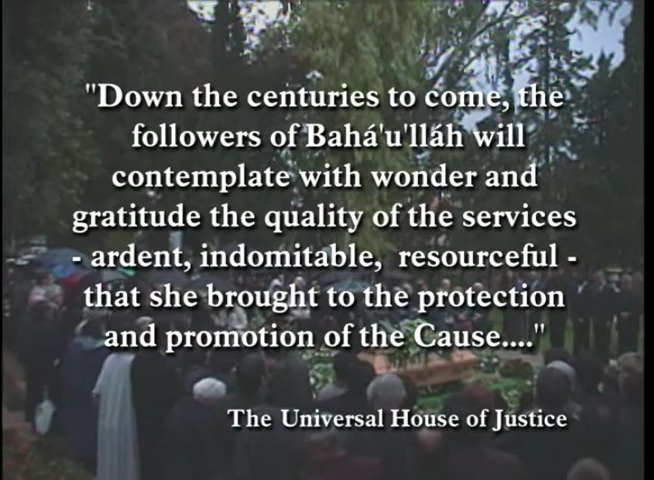 "Down the centuries to come, the
followers of Bahá'u'lláh will
contemplate with wonder and
gratitude the quality of the services
- ardent, indomitable,  resourceful -
that she brought to the protection
and promotion of the Cause...."
The Universal House of Justice